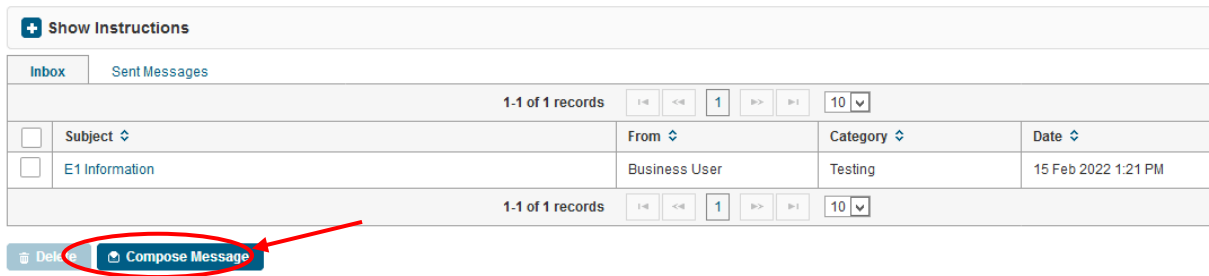 Show Instructions
Inbox Sent Messages
1-1 of 1 records 1 10
Subject From Category Date
E1 Information Business User Testing 15 Feb 2022 1:21 PM
1-1 of 1 records 1 10
Delete Compose Message